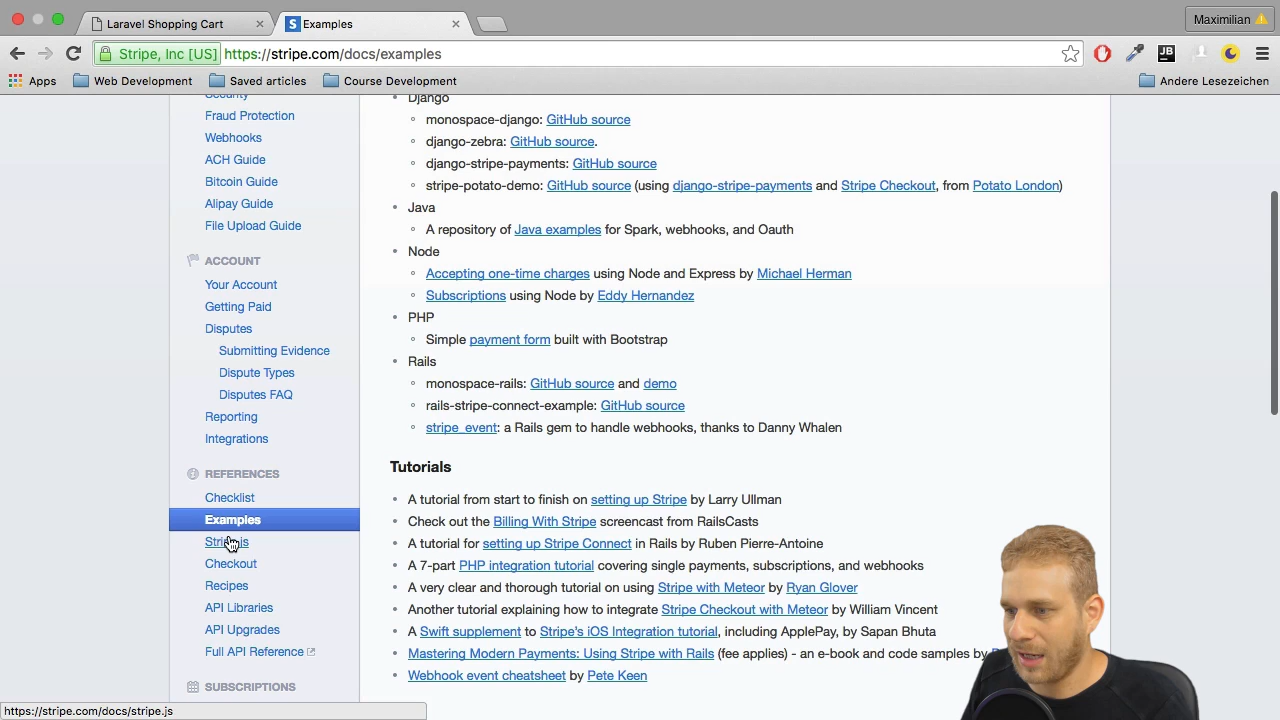 Laravel Shopping Cart
Examples
Maximilian
Stripe, Inc [US]
https://stripe.com/docs/examples
Apps
Web Development
Saved articles
Course Development
Andere Lesezeichen
Security
Fraud Protection
Webhooks
ACH Guide
Bitcoin Guide
Alipay Guide
File Upload Guide
ACCOUNT
Your Account
Getting Paid
Disputes
Submitting Evidence
Dispute Types
Disputes FAQ
Reporting
Integrations
REFERENCES
Checklist
Examples
Stripe.js
Checkout
Recipes
API Libraries
API Upgrades
Full API Reference
SUBSCRIPTIONS
Django
monospace-django: GitHub source
django-zebra: GitHub source.
django-stripe-payments: GitHub source
stripe-potato-demo: GitHub source (using django-stripe-payments and Stripe Checkout, from Potato London)
Java
A repository of Java examples for Spark, webhooks, and Oauth
Node
Accepting one-time charges using Node and Express by Michael Herman
Subscriptions using Node by Eddy Hernandez
PHP
Simple payment form built with Bootstrap
Rails
monospace-rails: GitHub source and demo
rails-stripe-connect-example: GitHub source
stripe_event: a Rails gem to handle webhooks, thanks to Danny Whalen
Tutorials
A tutorial from start to finish on setting up Stripe by Larry Ullman
Check out the Billing With Stripe screencast from RailsCasts
A tutorial for setting up Stripe Connect in Rails by Ruben Pierre-Antoine
A 7-part PHP integration tutorial covering single payments, subscriptions, and webhooks
A very clear and thorough tutorial on using Stripe with Meteor by Ryan Glover
Another tutorial explaining how to integrate Stripe Checkout with Meteor by William Vincent
A Swift supplement to Stripe's iOS Integration tutorial, including ApplePay, by Sapan Bhuta
Mastering Modern Payments: Using Stripe with Rails (fee applies) - an e-book and code samples by
Webhook event cheatsheet by Pete Keen
https://stripe.com/docs/stripe.js